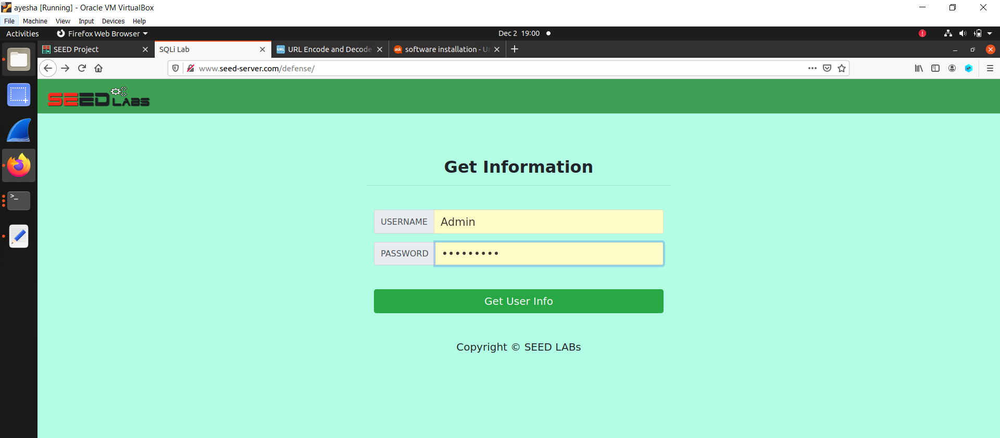 ayesha [Running] - Oracle VM VirtualBox
File Machine View Input Devices Help
Activities Firefox Web Browser Dec 2 19:00
SEED Project SQLi Lab URL URL Encode and Decode ask software installation -
www.seed-server.com/defense/
SEED LABS
Get Information
USERNAME Admin
PASSWORD •••••••••
Get User Info
Copyright © SEED LABs